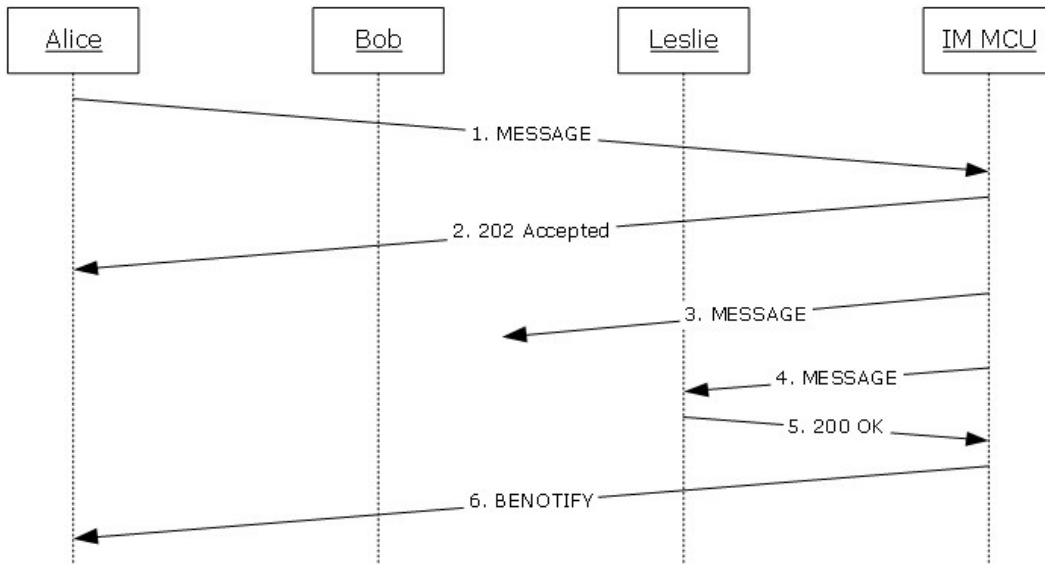 Alice
Bob
Leslie
IM MCU
1. MESSAGE
2. 202 Accepted
3. MESSAGE
4. MESSAGE
5. 200 OK
6. BENOTIFY